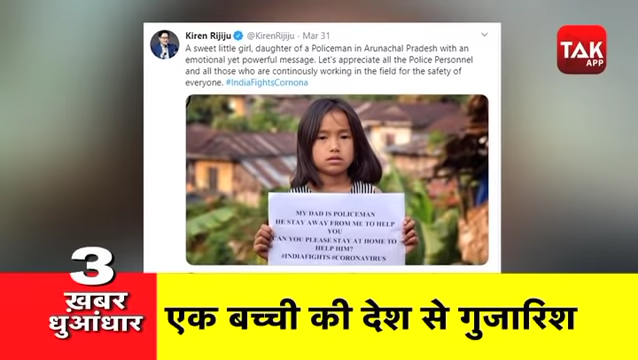 Kiren Rijiju @KirenRijiju · Mar 31
A sweet little girl, daughter of a Policeman in Arunachal Pradesh with an
emotional yet powerful message. Let's appreciate all the Police Personnel
and all those who are continously working in the field for the safety of
everyone. #IndiaFightsCornona
TAK
APP
MY DAD IS POLICEMAN
HE STAY AWAY FROM ME TO HELP
YOU
CAN YOU PLEASE STAY AT HOME TO
HELP HIM?
#INDIAFIGHTS #CORONAVIRUS
3
ख़बर
धुआंधार
एक बच्ची की देश से गुजारिश